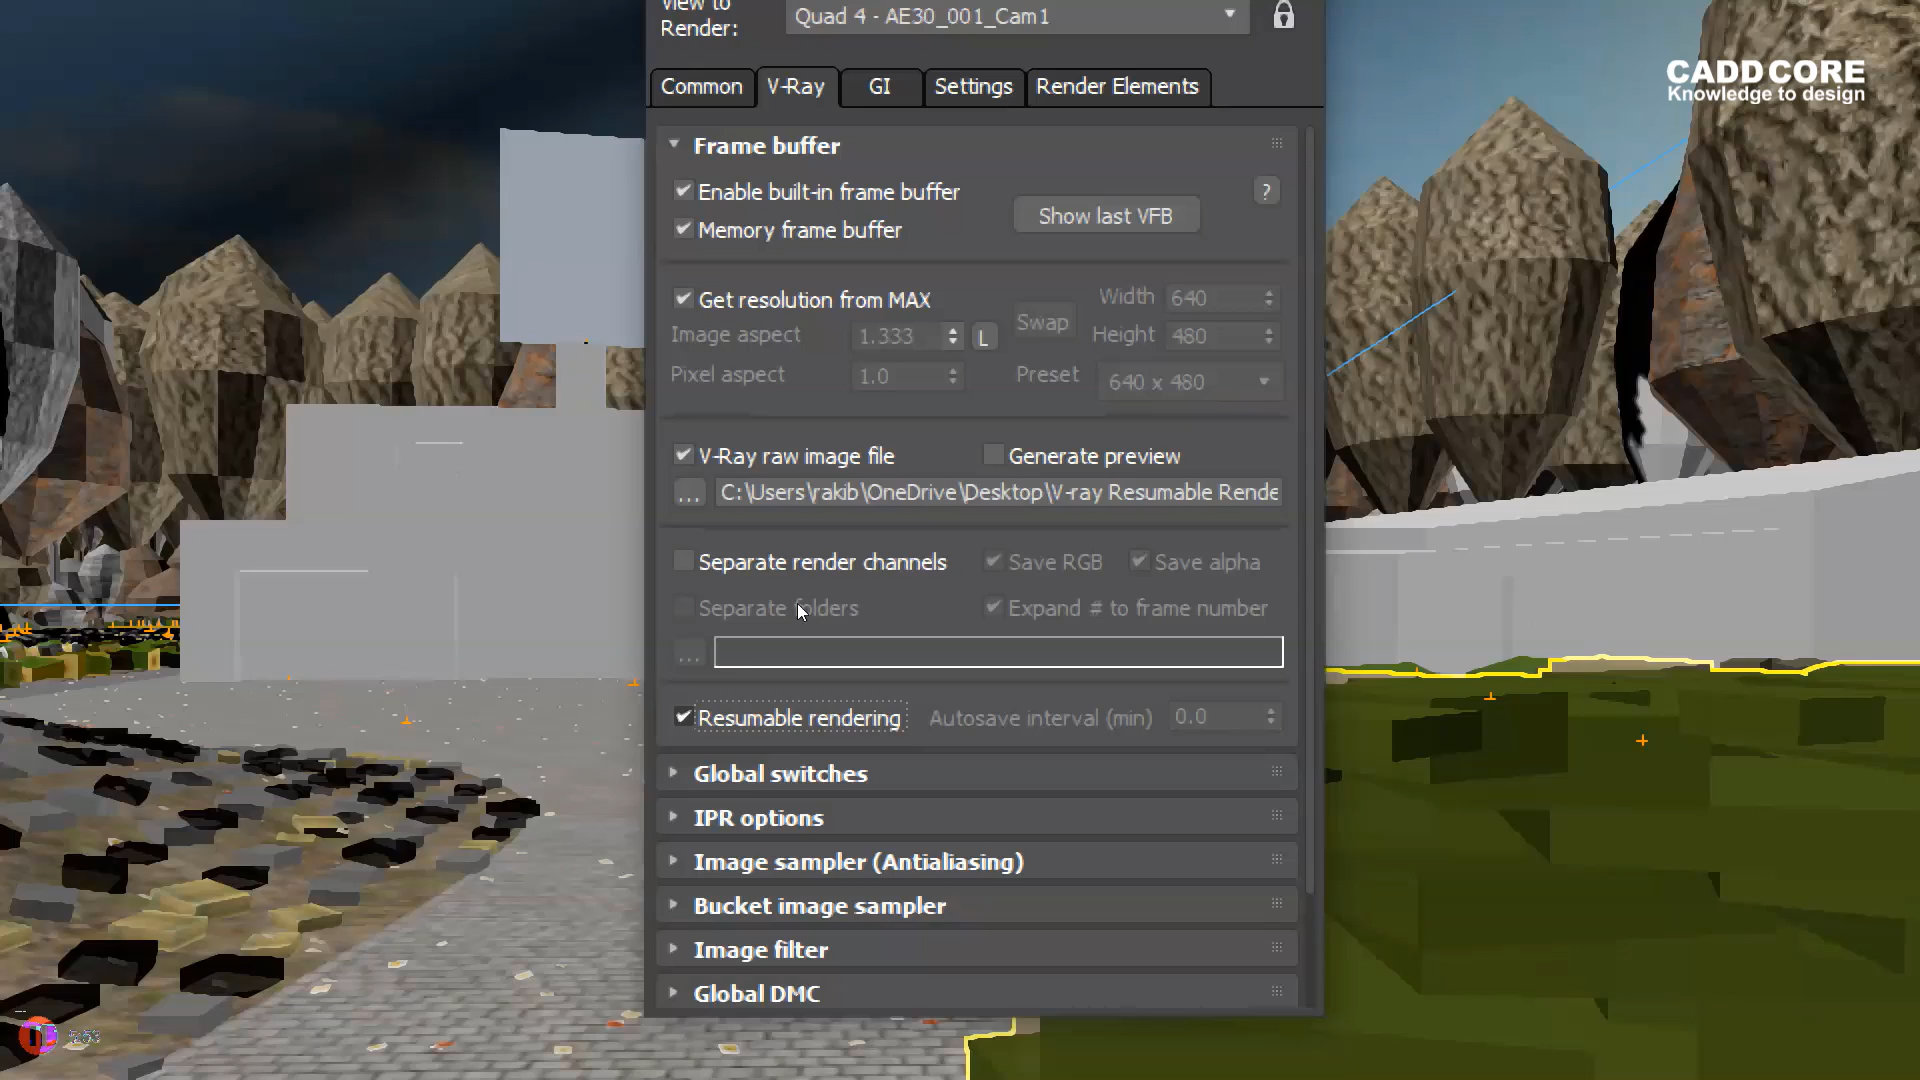 View to
Render:
Quad 4 - AE30_001_Cam1
CADD CORE
Knowledge to design
Common
V-Ray
GI
Settings
Render Elements
Frame buffer
Enable built-in frame buffer
?
Show last VFB
Memory frame buffer
Get resolution from MAX
Width
640
Image aspect
1.333
L
Swap
Height
480
Pixel aspect
1.0
Preset
640 x 480
V-Ray raw image file
Generate preview
...
C:\Users\rakib\OneDrive\Desktop\V-ray Resumable Rende
Separate render channels
Save RGB
Save alpha
Separate folders
Expand # to frame number
...
Resumable rendering
Autosave interval (min)
0.0
Global switches
IPR options
Image sampler (Antialiasing)
Bucket image sampler
Image filter
Global DMC